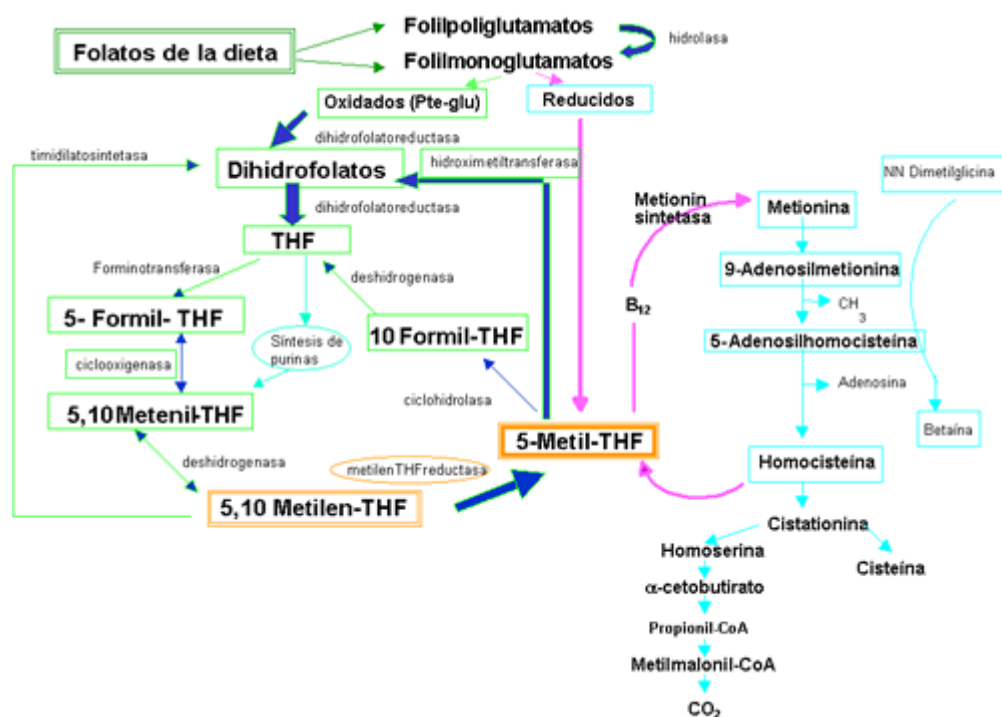 Folatos de la dieta
Folilpoliglutamatos
hidrolasa
Folilmonoglutamatos
Oxidados (Pte-glu)
Reducidos
dihidrofolatoreductasa
timidilatosintetasa
Dihidrofolatos
hidroximetiltransferasa
dihidrofolatoreductasa
THF
Forminotransferasa
deshidrogenasa
5- Formil- THF
Síntesis de
purinas
10 Formil-THF
ciclooxigenasa
5,10 Metenil-THF
ciclohidrolasa
deshidrogenasa
metilenTHFreductasa
5-Metil-THF
5,10 Metilen-THF
Metionin
sintetasa
B12
NN Dimetilglicina
Metionina
9-Adenosilmetionina
CH
3
5-Adenosilhomocisteína
Adenosina
Betaína
Homocisteína
Cistationina
Homoserina
Cisteína
α-cetobutirato
Propionil-CoA
Metilmalonil-CoA
CO2